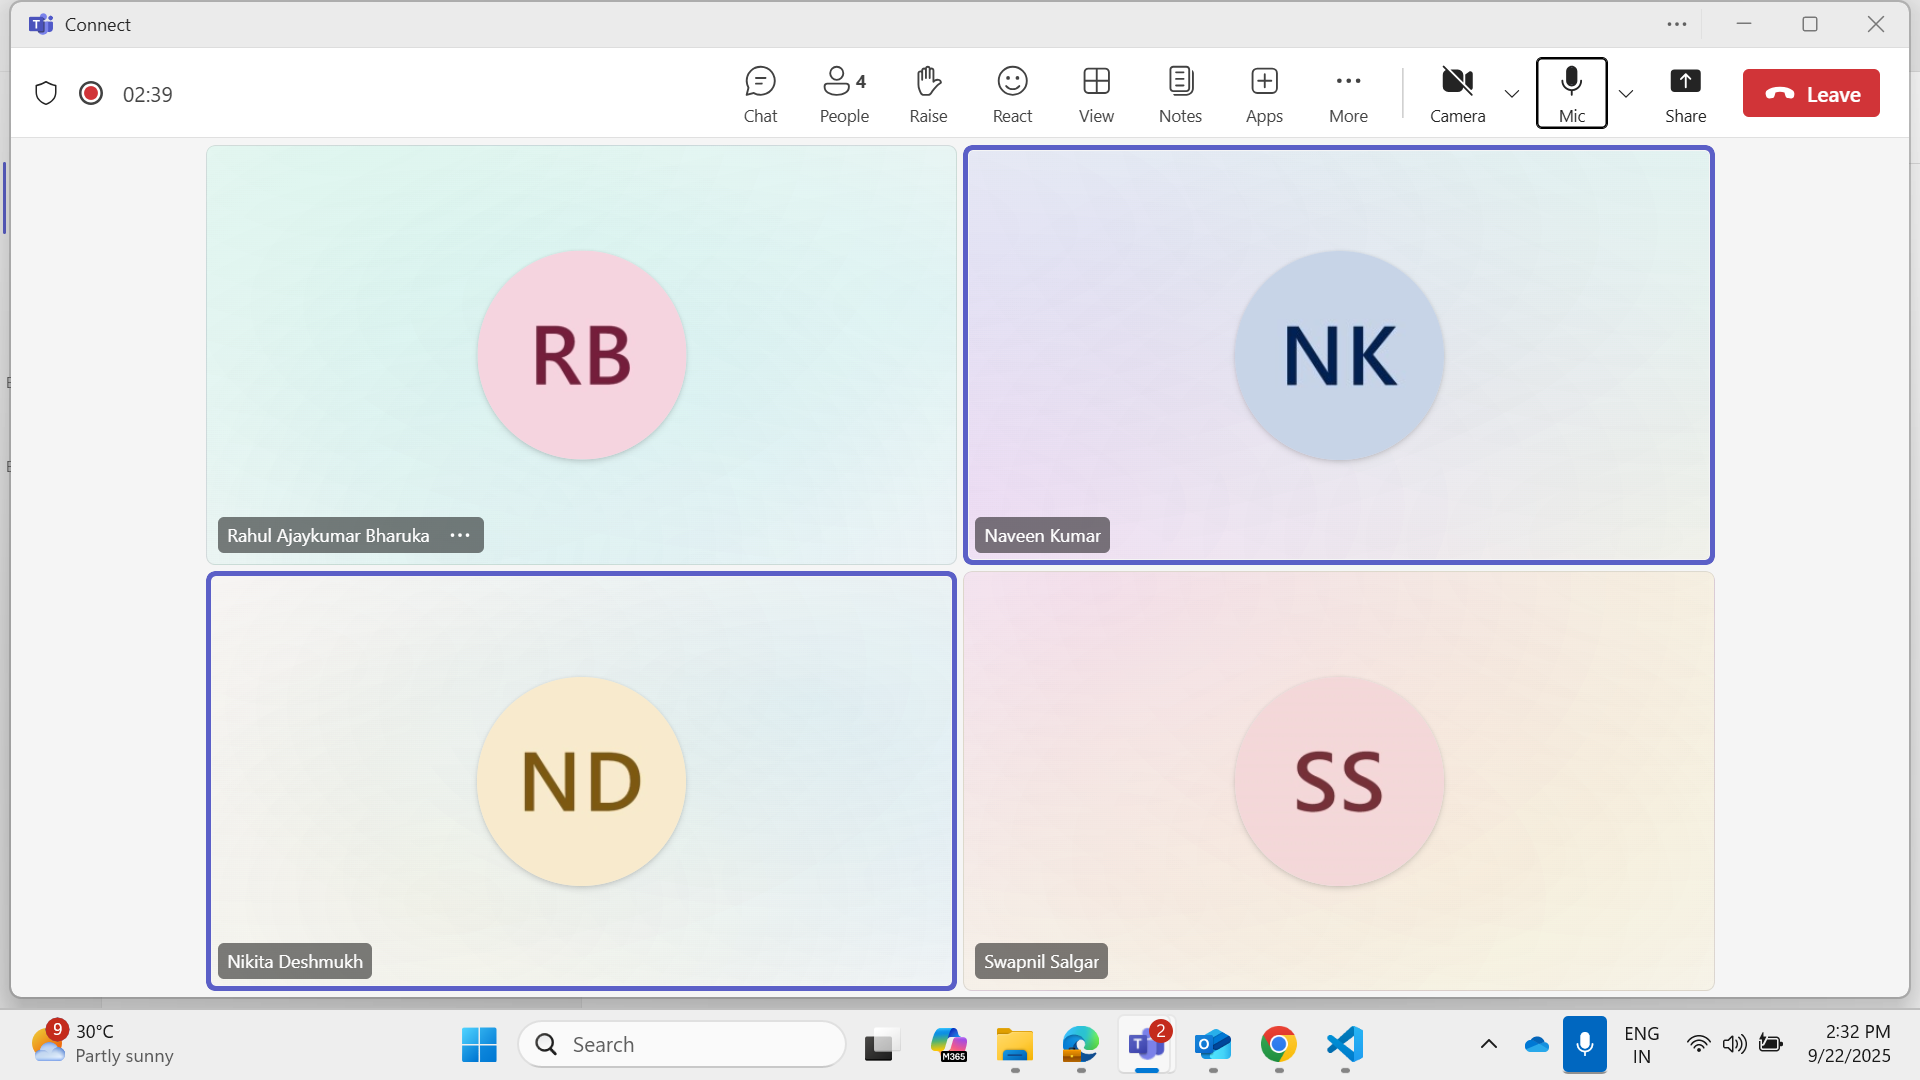 Connect
02:39
Chat
People 4
Raise
React
View
Notes
Apps
More
Camera
Mic
Share
Leave
RB
Rahul Ajaykumar Bharuka
NK
Naveen Kumar
ND
Nikita Deshmukh
SS
Swapnil Salgar
9
30°C
Partly sunny
Search
M365
T
2
O
ENG
IN
2:32 PM
9/22/2025